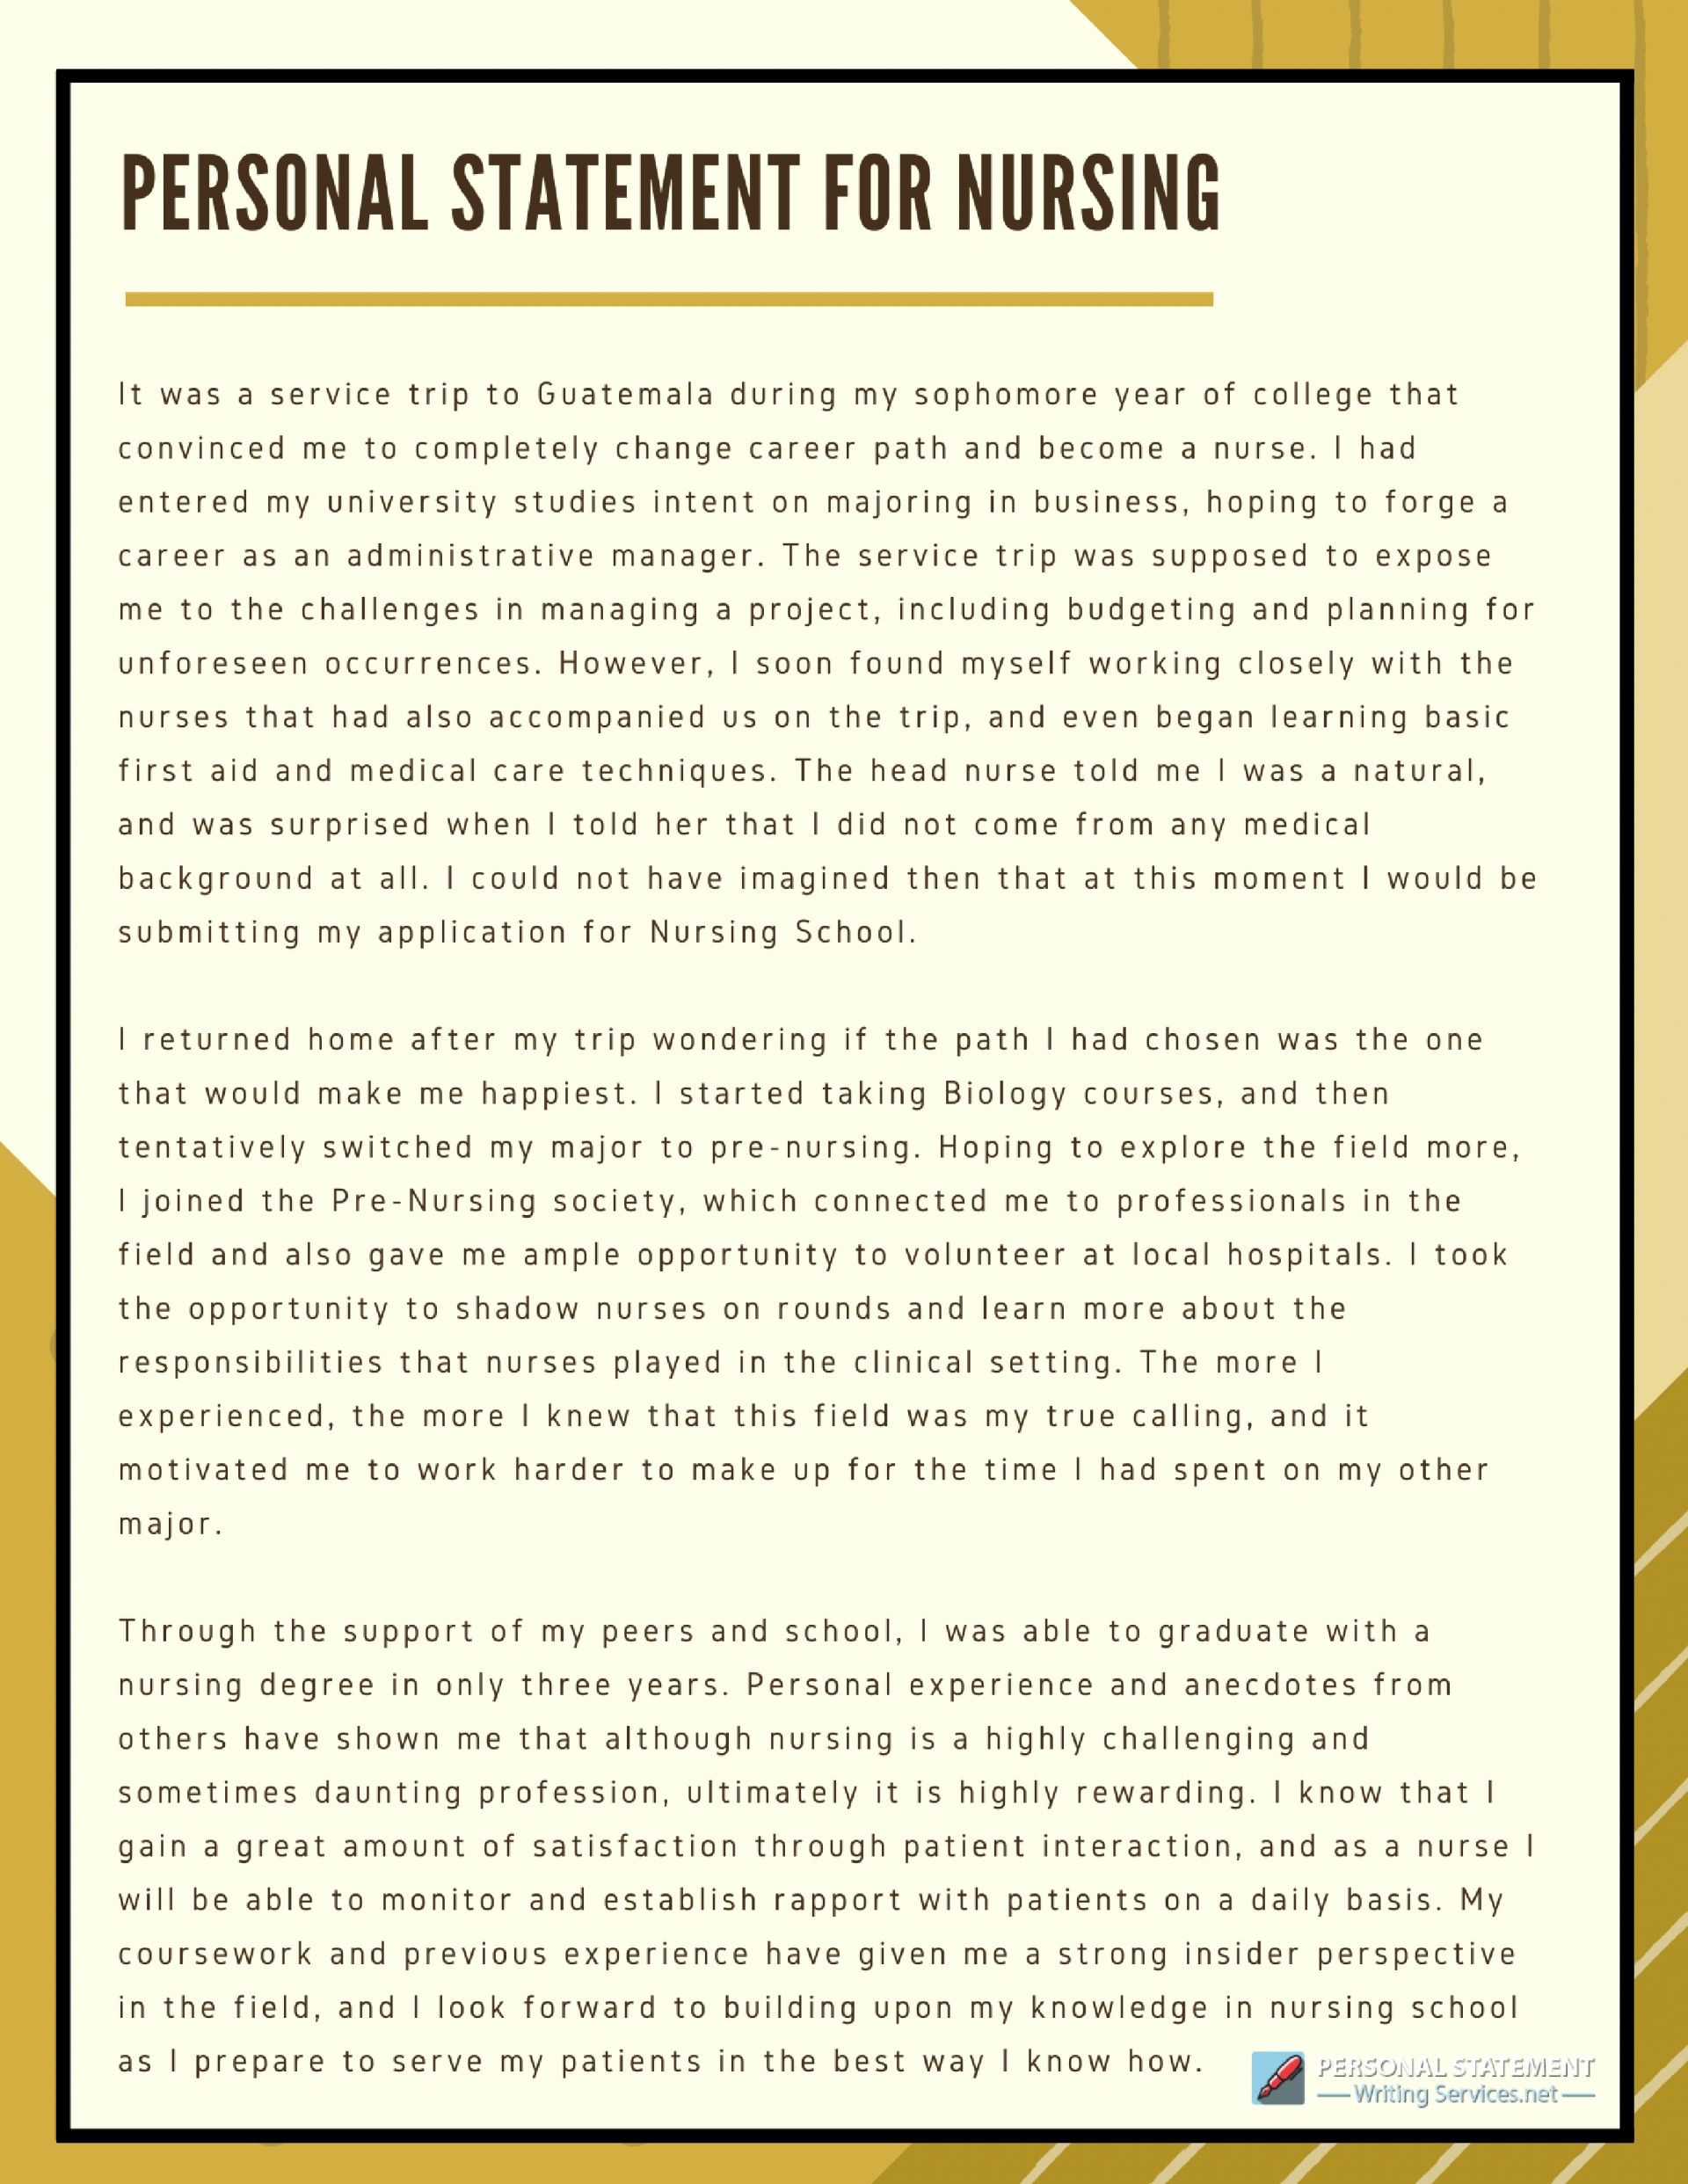 PERSONAL STATEMENT FOR NURSING
It was a service trip to Guatemala during my sophomore year of college that
convinced me to completely change career path and become a nurse. I had
entered my university studies intent on majoring in business, hoping to forge a
career as an administrative manager. The service trip was supposed to expose
me to the challenges in managing a project, including budgeting and planning for
unforeseen occurrences. However, I soon found myself working closely with the
nurses that had also accompanied us on the trip, and even began learning basic
first aid and medical care techniques. The head nurse told me I was a natural,
and was surprised when I told her that I did not come from any medical
background at all. I could not have imagined then that at this moment I would be
submitting my application for Nursing School.
I returned home after my trip wondering if the path I had chosen was the one
that would make me happiest. I started taking Biology courses, and then
tentatively switched my major to pre-nursing. Hoping to explore the field more,
I joined the Pre-Nursing society, which connected me to professionals in the
field and also gave me ample opportunity to volunteer at local hospitals. I took
the opportunity to shadow nurses on rounds and learn more about the
responsibilities that nurses played in the clinical setting. The more I
experienced, the more I knew that this field was my true calling, and it
motivated me to work harder to make up for the time I had spent on my other
major.
Through the support of my peers and school, I was able to graduate with a
nursing degree in only three years. Personal experience and anecdotes from
others have shown me that although nursing is a highly challenging and
sometimes daunting profession, ultimately it is highly rewarding. I know that I
gain a great amount of satisfaction through patient interaction, and as a nurse I
will be able to monitor and establish rapport with patients on a daily basis. My
coursework and previous experience have given me a strong insider perspective
in the field, and I look forward to building upon my knowledge in nursing school
as I prepare to serve my patients in the best way I know how.
PERSONAL STATEMENT
Writing Services.net